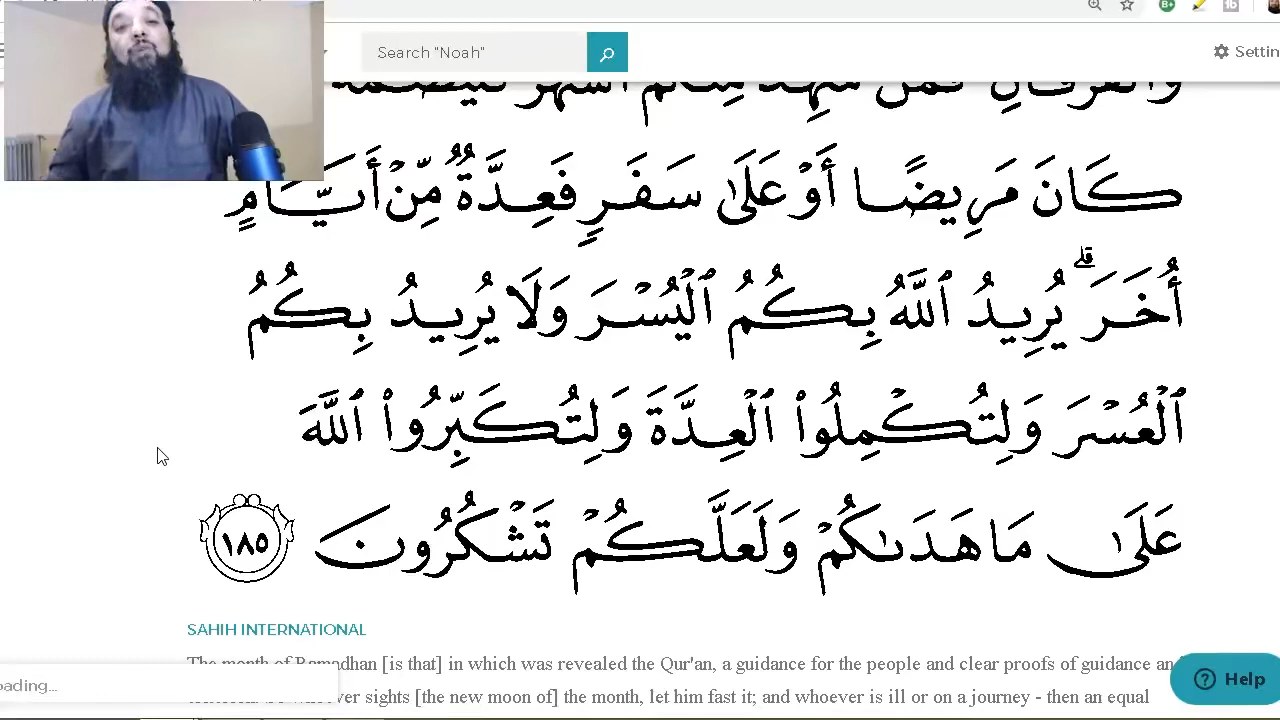 Search "Noah"
Settin
كَانَ مَرِيضًا أَوْ عَلَىٰ سَفَرٍ فَعِدَّةٌ مِّنْ أَيَّامٍ
أُخَرَ ۗ يُرِيدُ ٱللَّهُ بِكُمُ ٱلْيُسْرَ وَلَا يُرِيدُ بِكُمُ
ٱلْعُسْرَ وَلِتُكْمِلُوا۟ ٱلْعِدَّةَ وَلِتُكَبِّرُوا۟ ٱللَّهَ
عَلَىٰ مَا هَدَىٰكُمْ وَلَعَلَّكُمْ تَشْكُرُونَ ١٨٥
SAHIH INTERNATIONAL
The month of Ramadhan [is that] in which was revealed the Qur'an, a guidance for the people and clear proofs of guidance an
sights [the new moon of] the month, let him fast it; and whoever is ill or on a journey - then an equal
oading...
Help